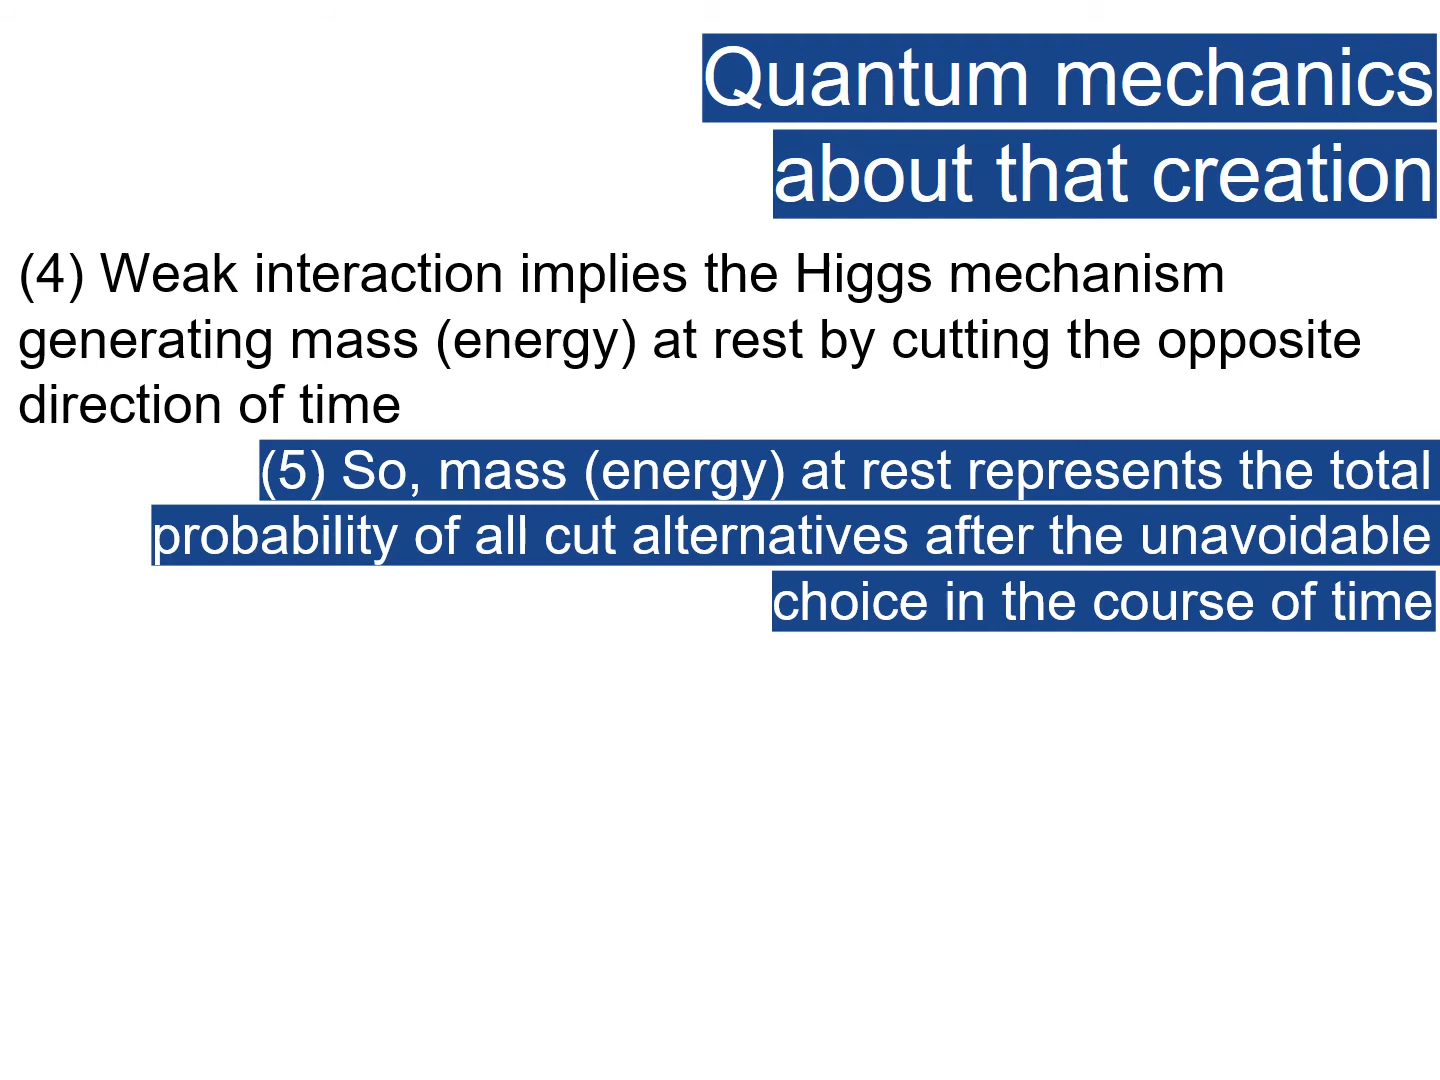 Quantum mechanics
about that creation
(4) Weak interaction implies the Higgs mechanism
generating mass (energy) at rest by cutting the opposite
direction of time
(5) So, mass (energy) at rest represents the total
probability of all cut alternatives after the unavoidable
choice in the course of time